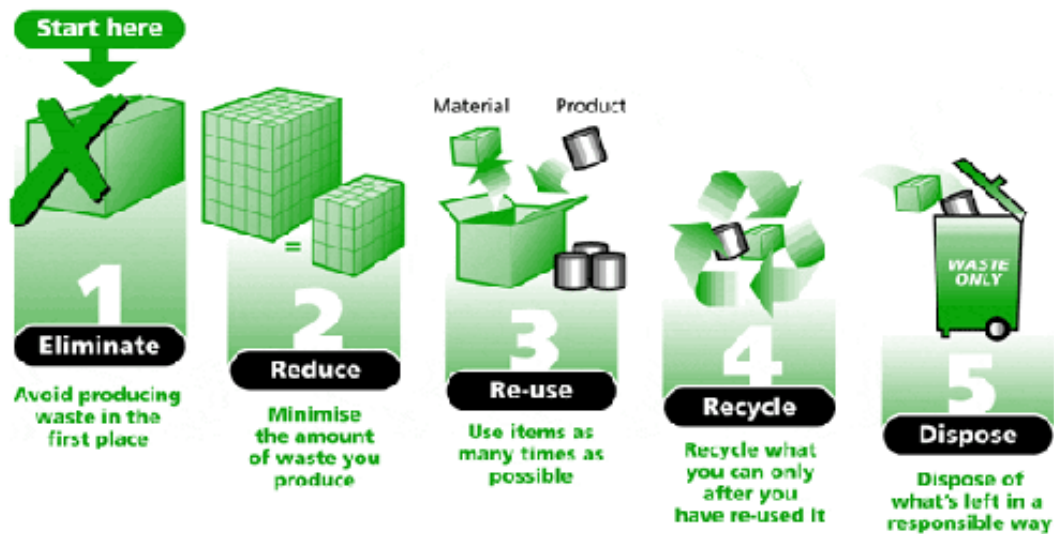 Start here
1
Eliminate
Avoid producing
waste in the
first place
=
2
Reduce
Minimise
the amount
of waste you
produce
Material
Product
3
Re-use
Use items as
many times as
possible
4
Recycle
Recycle what
you can only
after you
have re-used it
WASTE
ONLY
5
Dispose
Dispose of
what's left in a
responsible way